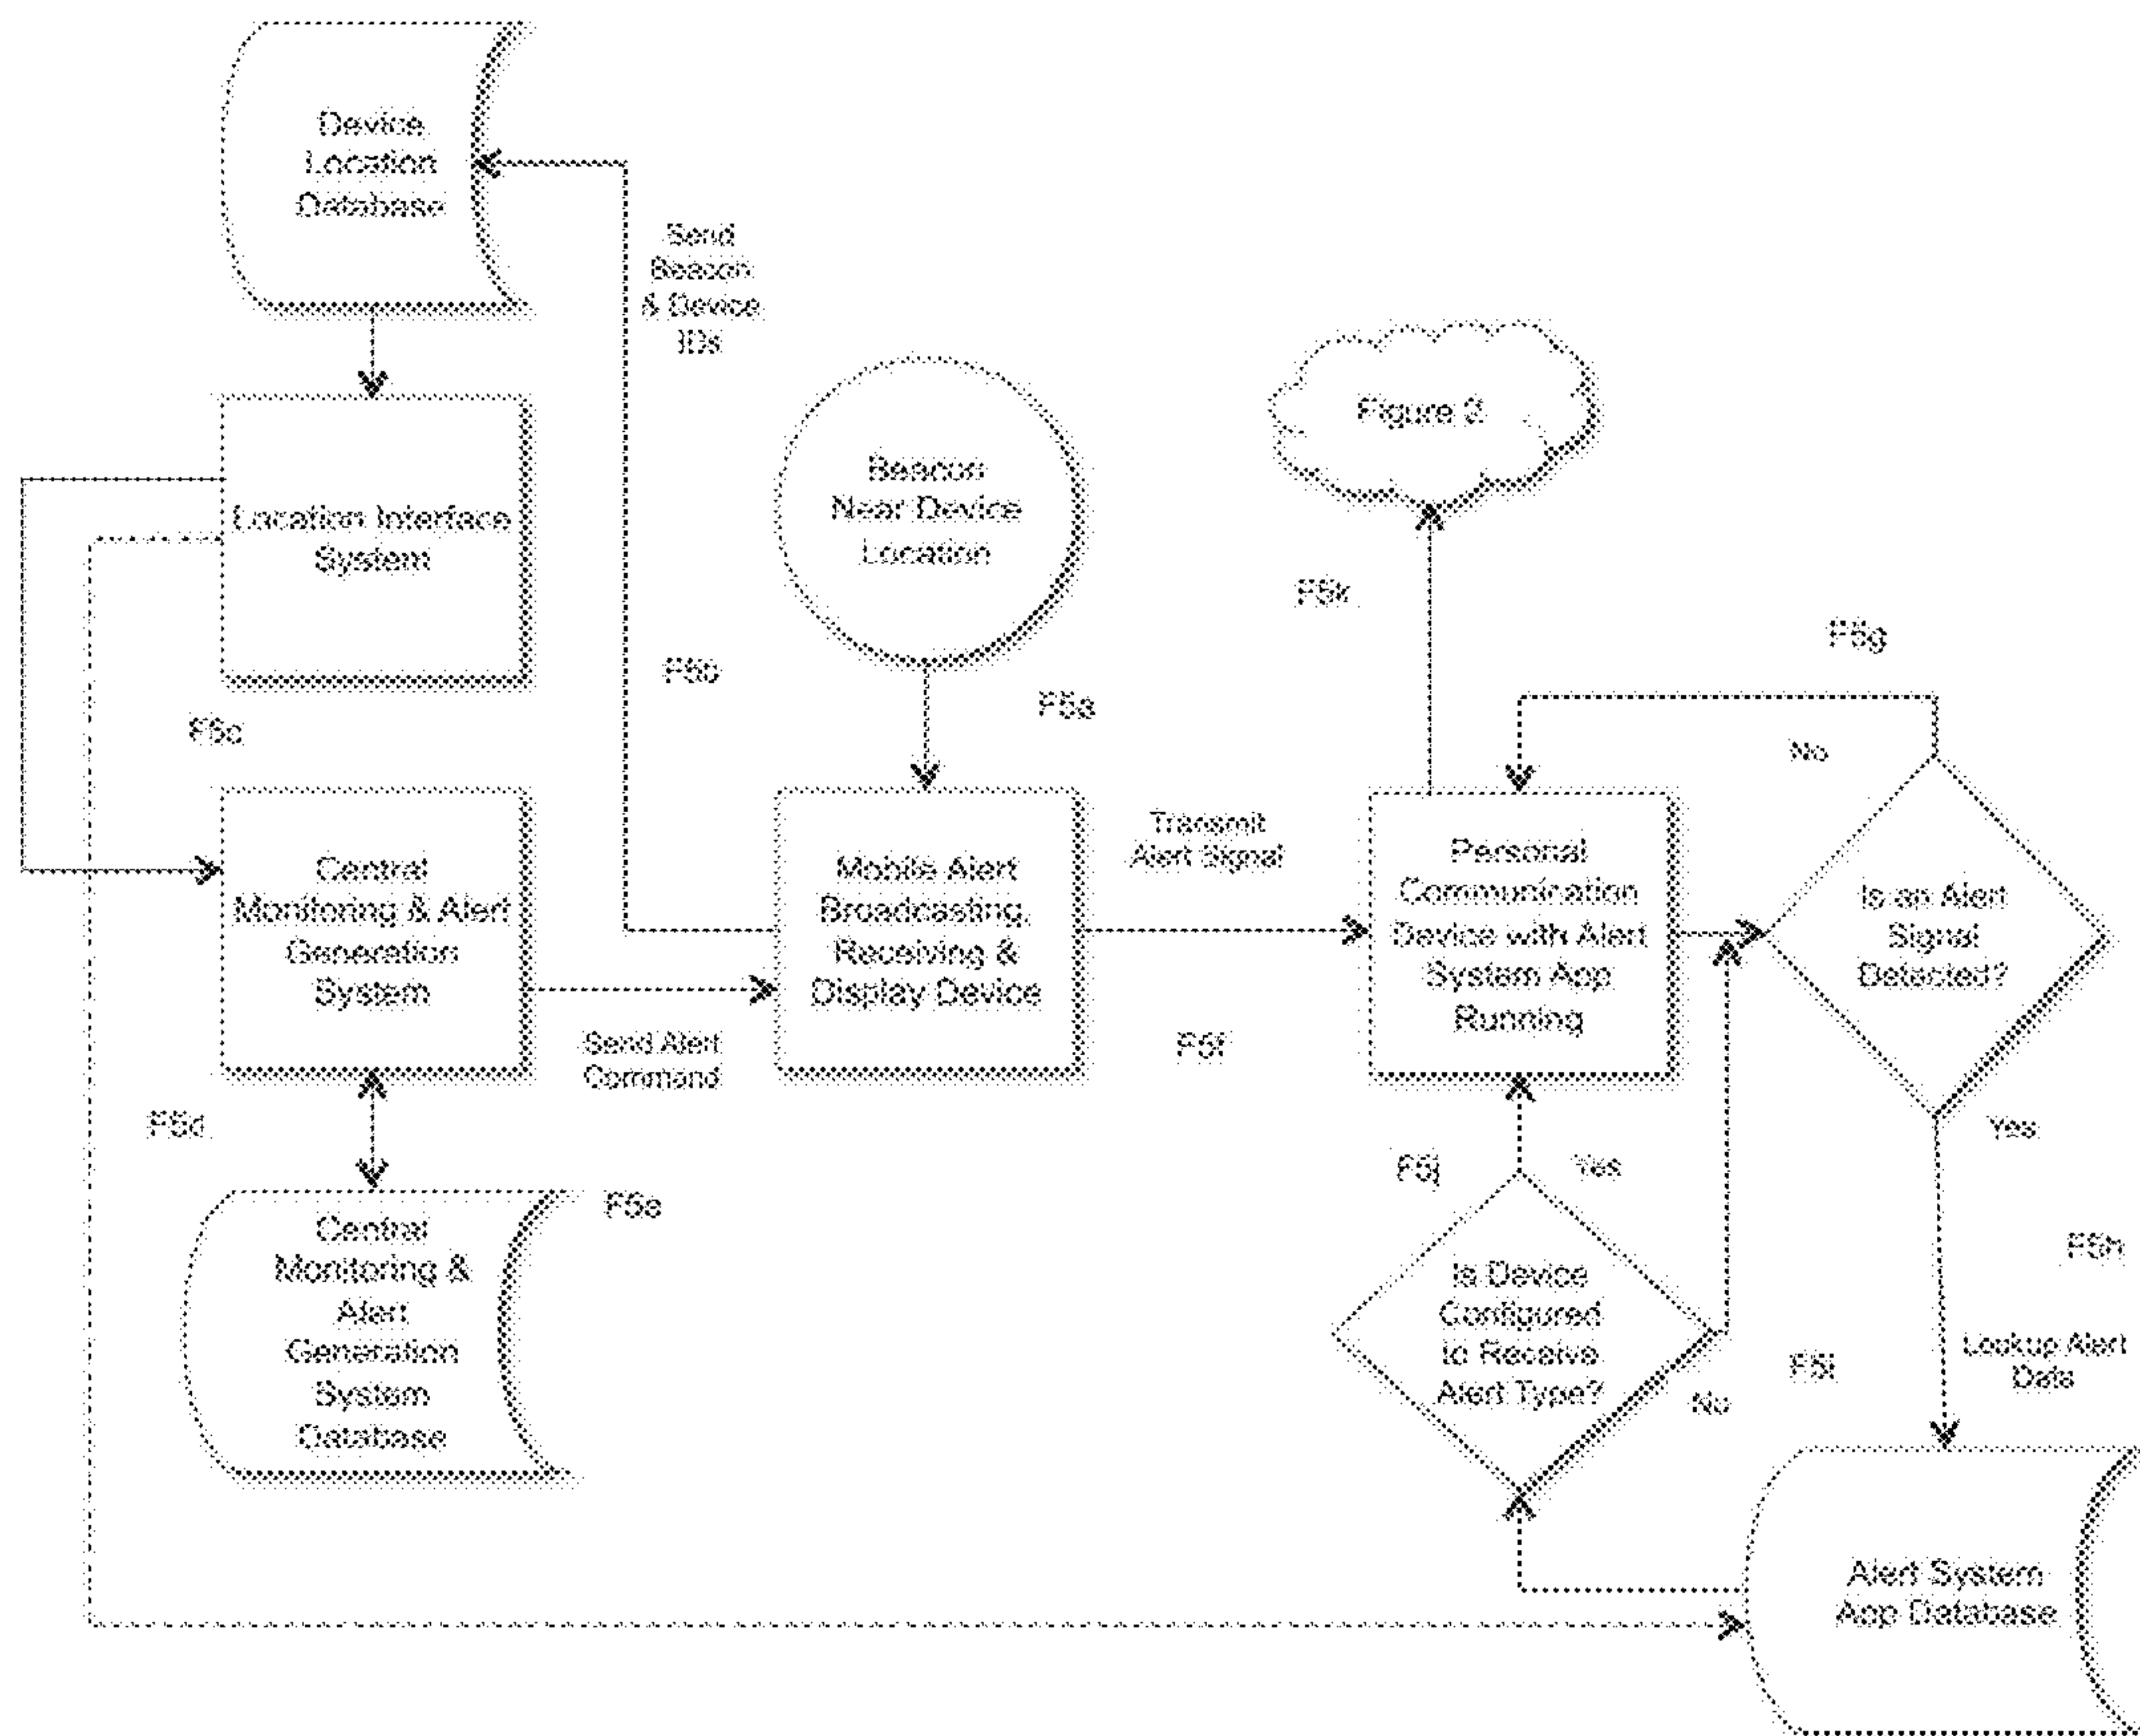 Device
Location
Database
Send
Beacon
& Device
IDs
Figure 2
Beacon
Near Device
Location
Location Interface
System
F5k
F5g
F5b
F5a
F5c
No
Transmit
Alert Signal
Central
Monitoring & Alert
Generation
System
Mobile Alert
Broadcasting,
Receiving &
Display Device
Personal
Communication
Device with Alert
System App
Running
Is an Alert
Signal
Detected?
Send Alert
Command
F5f
F5d
F5j
Yes
Yes
F5e
Central
Monitoring &
Alert
Generation
System
Database
Is Device
Configured
to Receive
Alert Type?
F5h
Lookup Alert
Data
F5i
No
Alert System
App Database